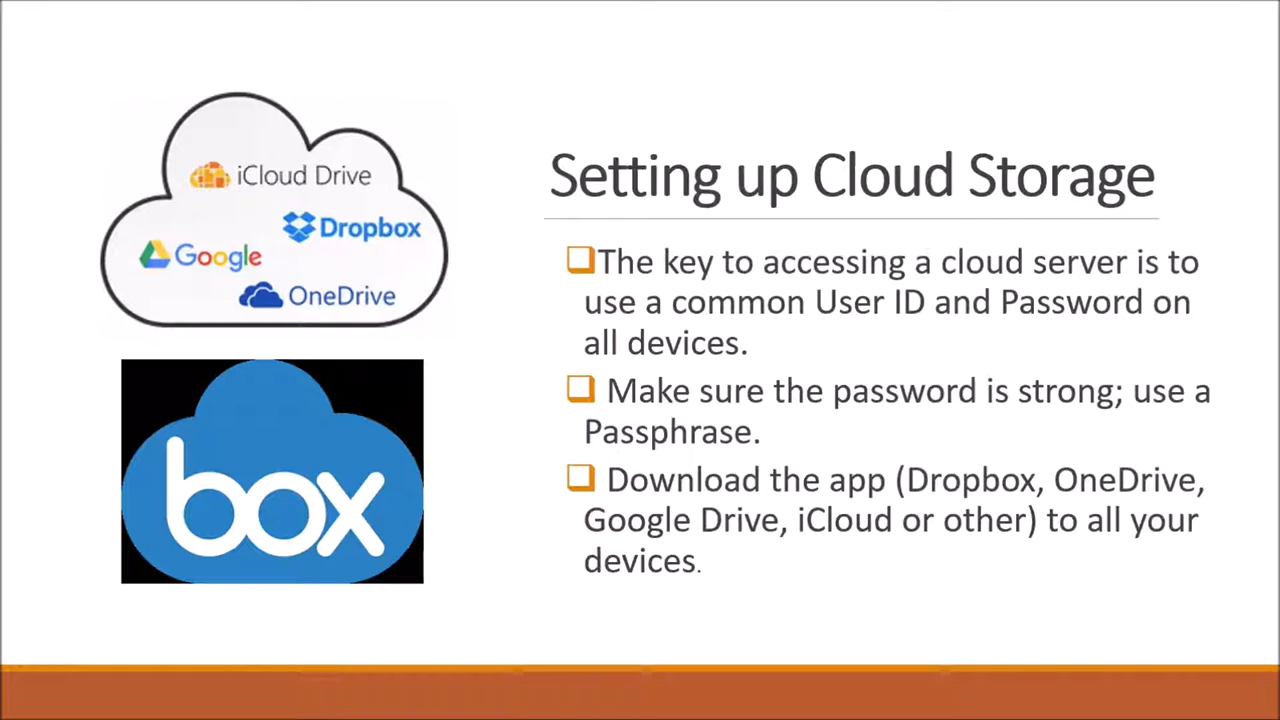 iCloud Drive
Dropbox
Google
OneDrive
box
Setting up Cloud Storage
The key to accessing a cloud server is to
use a common User ID and Password on
all devices.
Make sure the password is strong; use a
Passphrase.
Download the app (Dropbox, OneDrive,
Google Drive, iCloud or other) to all your
devices.